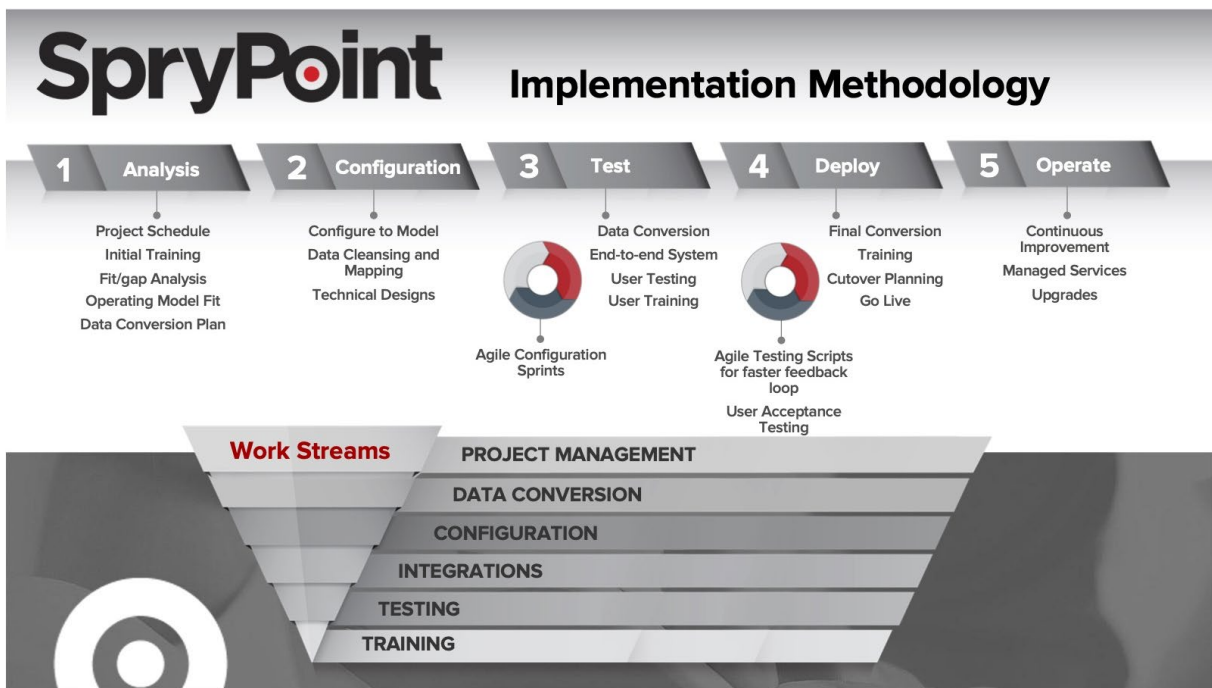 SpryPoint
Implementation Methodology
1 Analysis
Project Schedule
Initial Training
Fit/gap Analysis
Operating Model Fit
Data Conversion Plan
2 Configuration
Configure to Model
Data Cleansing and
Mapping
Technical Designs
3 Test
Data Conversion
End-to-end System
User Testing
User Training
Agile Configuration
Sprints
4 Deploy
Final Conversion
Training
Cutover Planning
Go Live
Agile Testing Scripts
for faster feedback
loop
User Acceptance
Testing
5 Operate
Continuous
Improvement
Managed Services
Upgrades
Work Streams
PROJECT MANAGEMENT
DATA CONVERSION
CONFIGURATION
INTEGRATIONS
TESTING
TRAINING